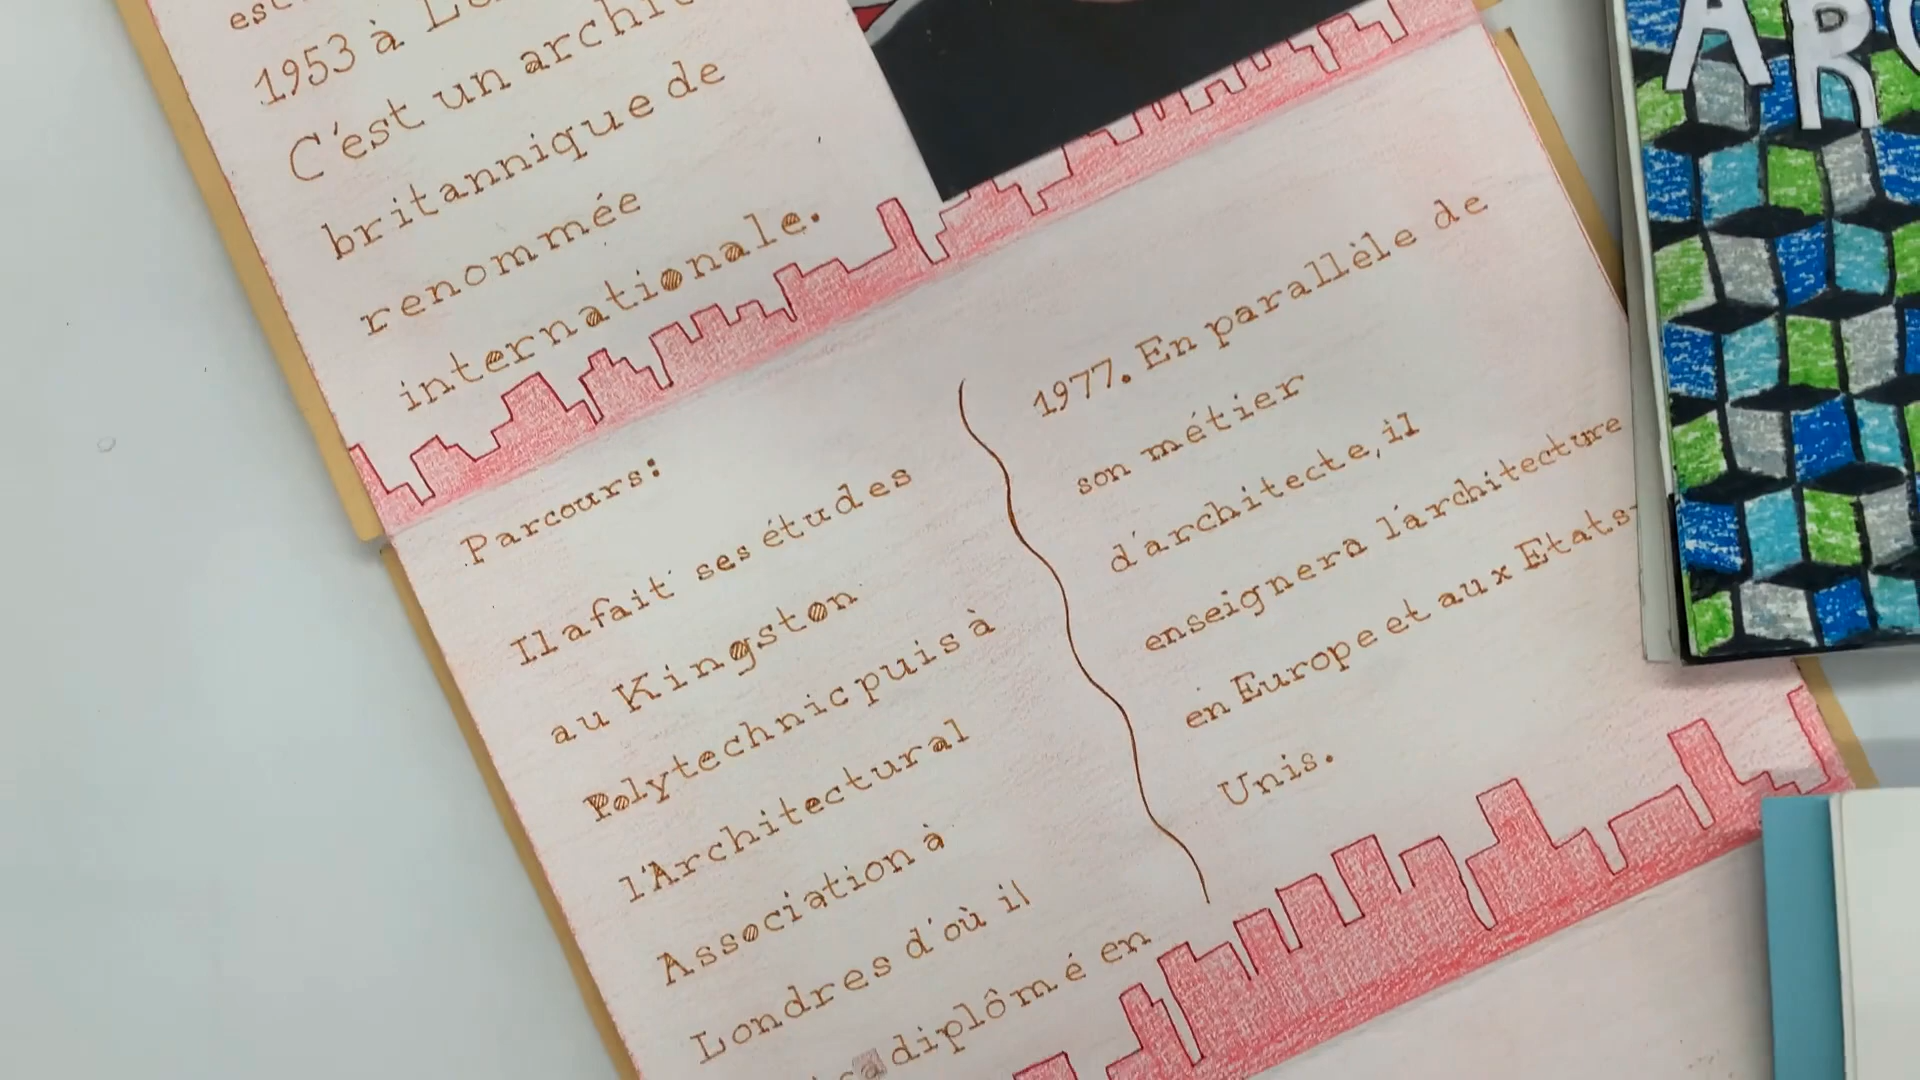 1953 à
C'est un
britannique de
renommée
internationale.
Parcours:
Il a fait ses études
au Kingston
Polytechnic puis à
l'Architectural
Association à
Londres d'où il
diplômé en
1977. En parallèle de
son métier
d'architecte, il
enseignera l'architecture
en Europe et aux Etats-
Unis.